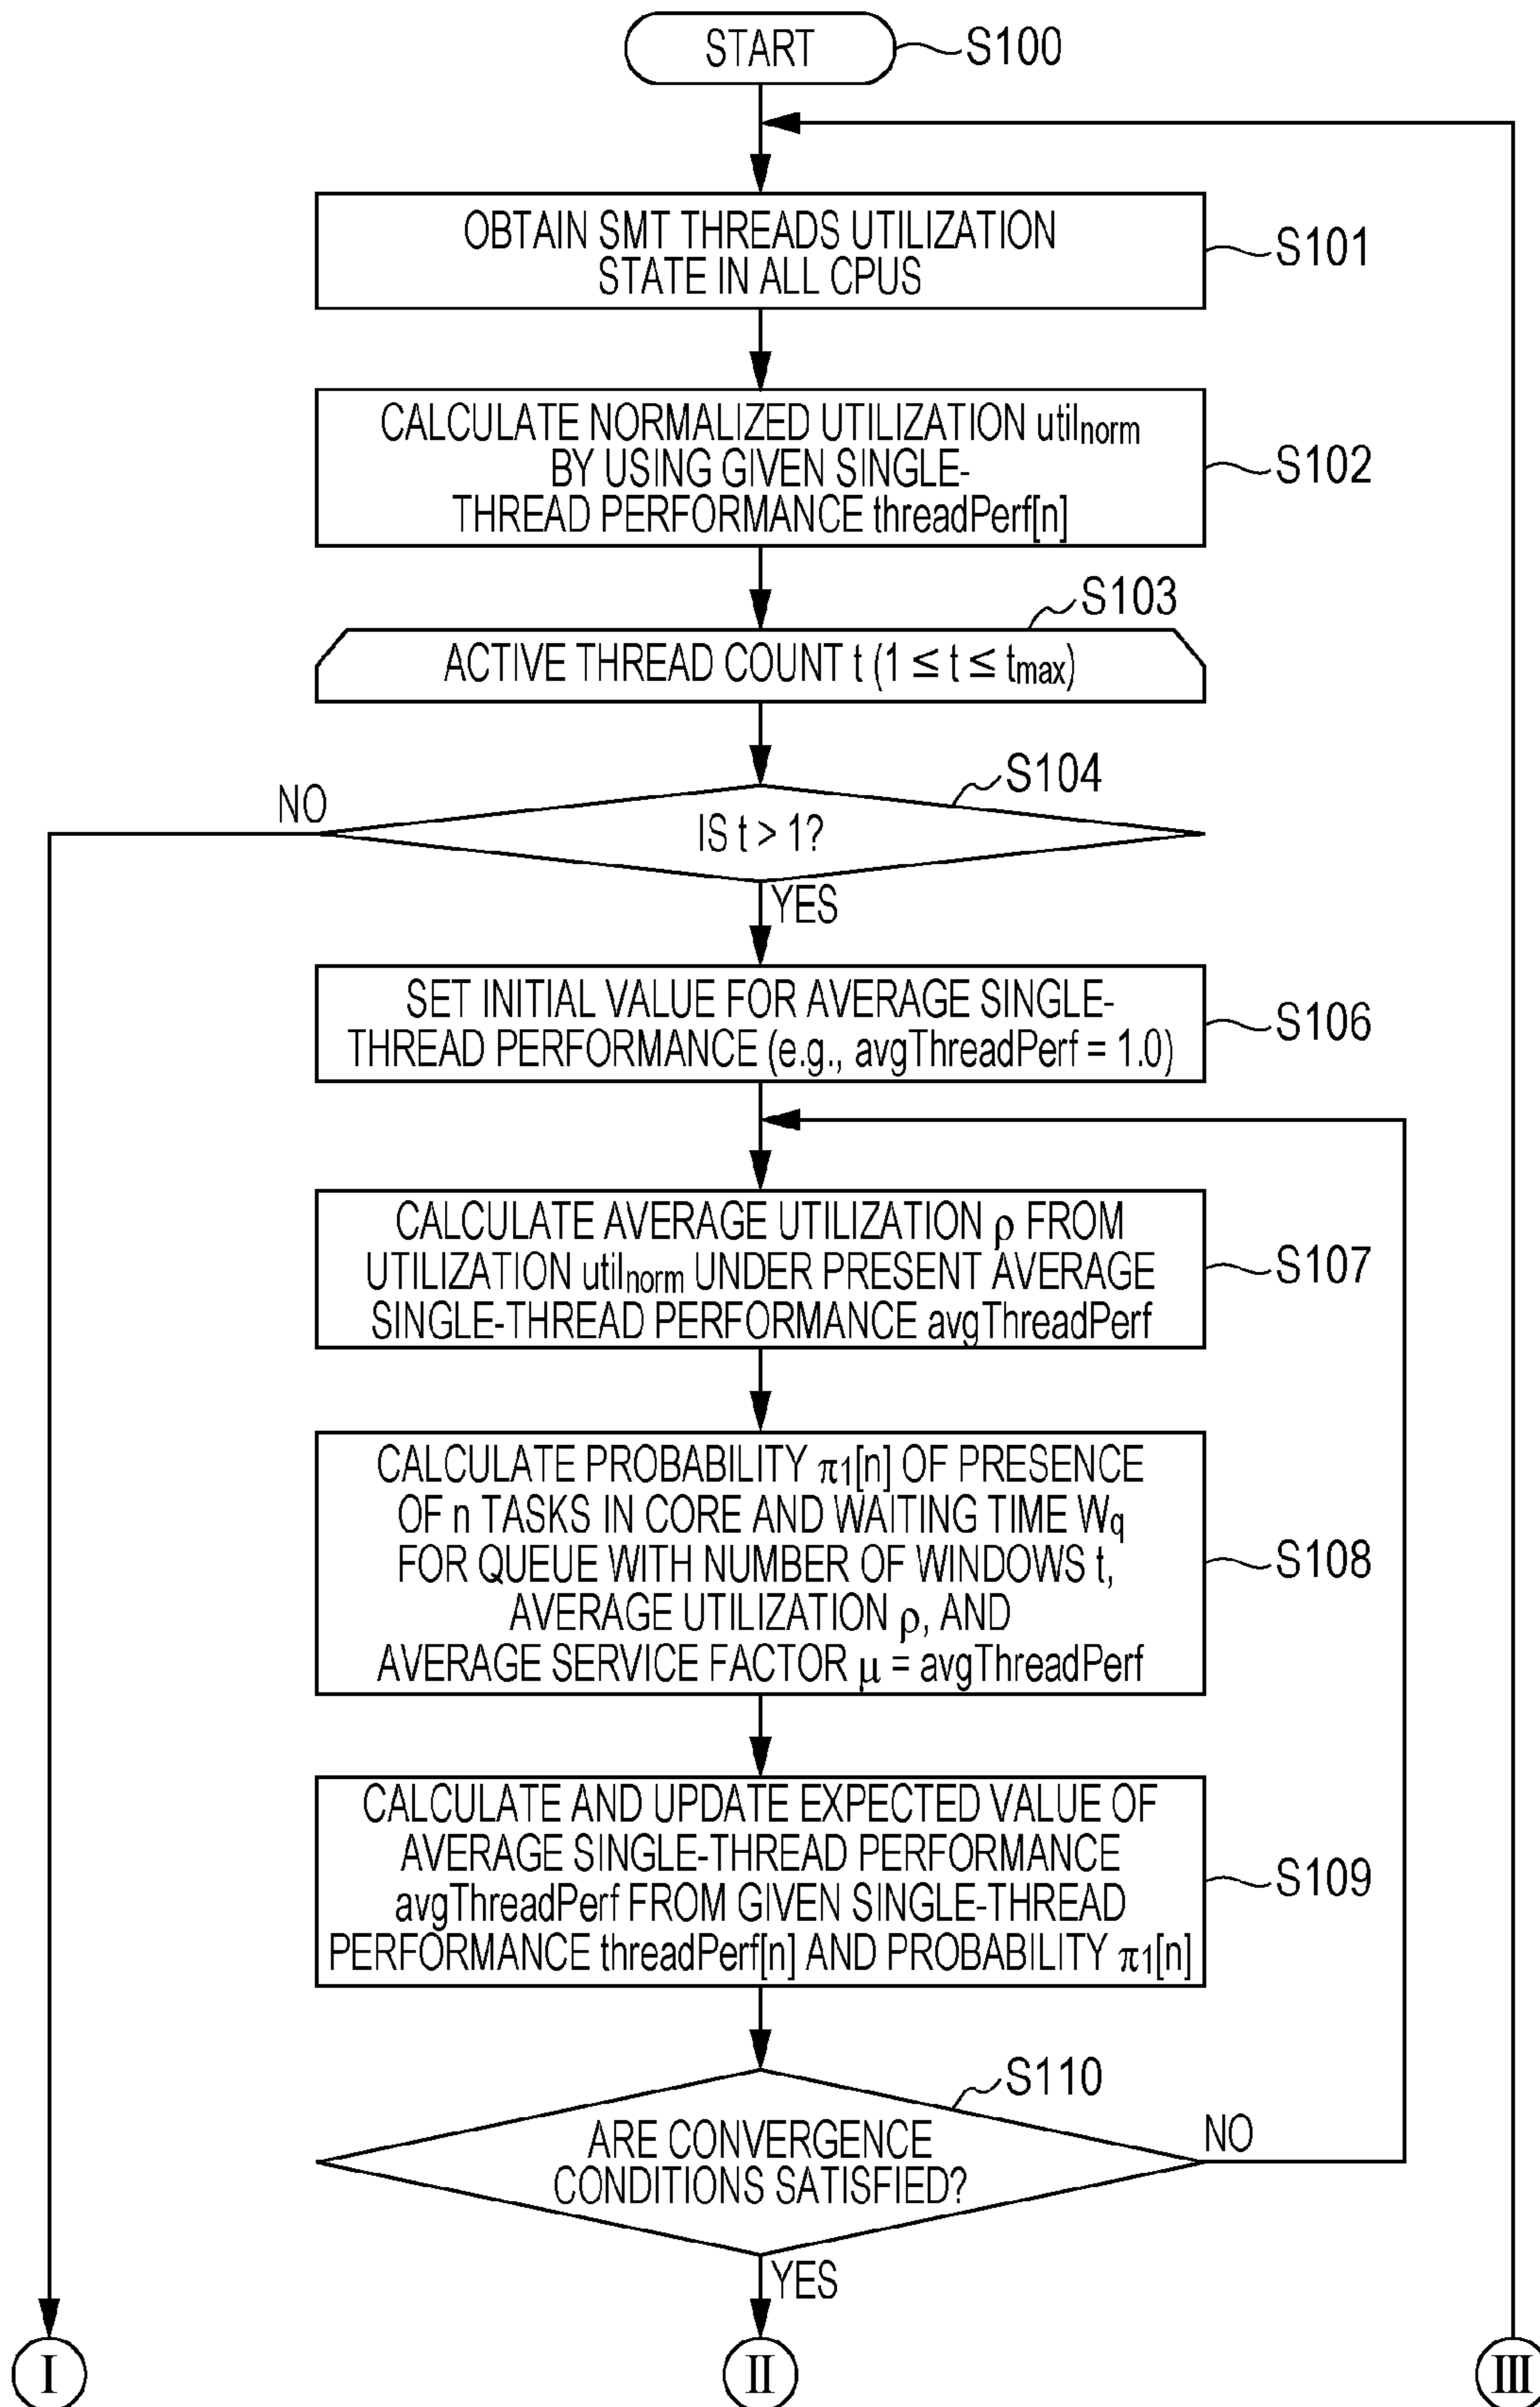 START
S100
OBTAIN SMT THREADS UTILIZATION
STATE IN ALL CPUS
S101
CALCULATE NORMALIZED UTILIZATION utilnorm
BY USING GIVEN SINGLE-
THREAD PERFORMANCE threadPerf[n]
S102
S103
ACTIVE THREAD COUNT t (1 ≤ t ≤ tmax)
S104
NO
IS t > 1?
YES
SET INITIAL VALUE FOR AVERAGE SINGLE-
THREAD PERFORMANCE (e.g., avgThreadPerf = 1.0)
S106
CALCULATE AVERAGE UTILIZATION ρ FROM
UTILIZATION utilnorm UNDER PRESENT AVERAGE
SINGLE-THREAD PERFORMANCE avgThreadPerf
S107
CALCULATE PROBABILITY π1[n] OF PRESENCE
OF n TASKS IN CORE AND WAITING TIME Wq
FOR QUEUE WITH NUMBER OF WINDOWS t,
AVERAGE UTILIZATION ρ, AND
AVERAGE SERVICE FACTOR μ = avgThreadPerf
S108
CALCULATE AND UPDATE EXPECTED VALUE OF
AVERAGE SINGLE-THREAD PERFORMANCE
avgThreadPerf FROM GIVEN SINGLE-THREAD
PERFORMANCE threadPerf[n] AND PROBABILITY π1[n]
S109
S110
ARE CONVERGENCE
CONDITIONS SATISFIED?
NO
YES
I
II
III